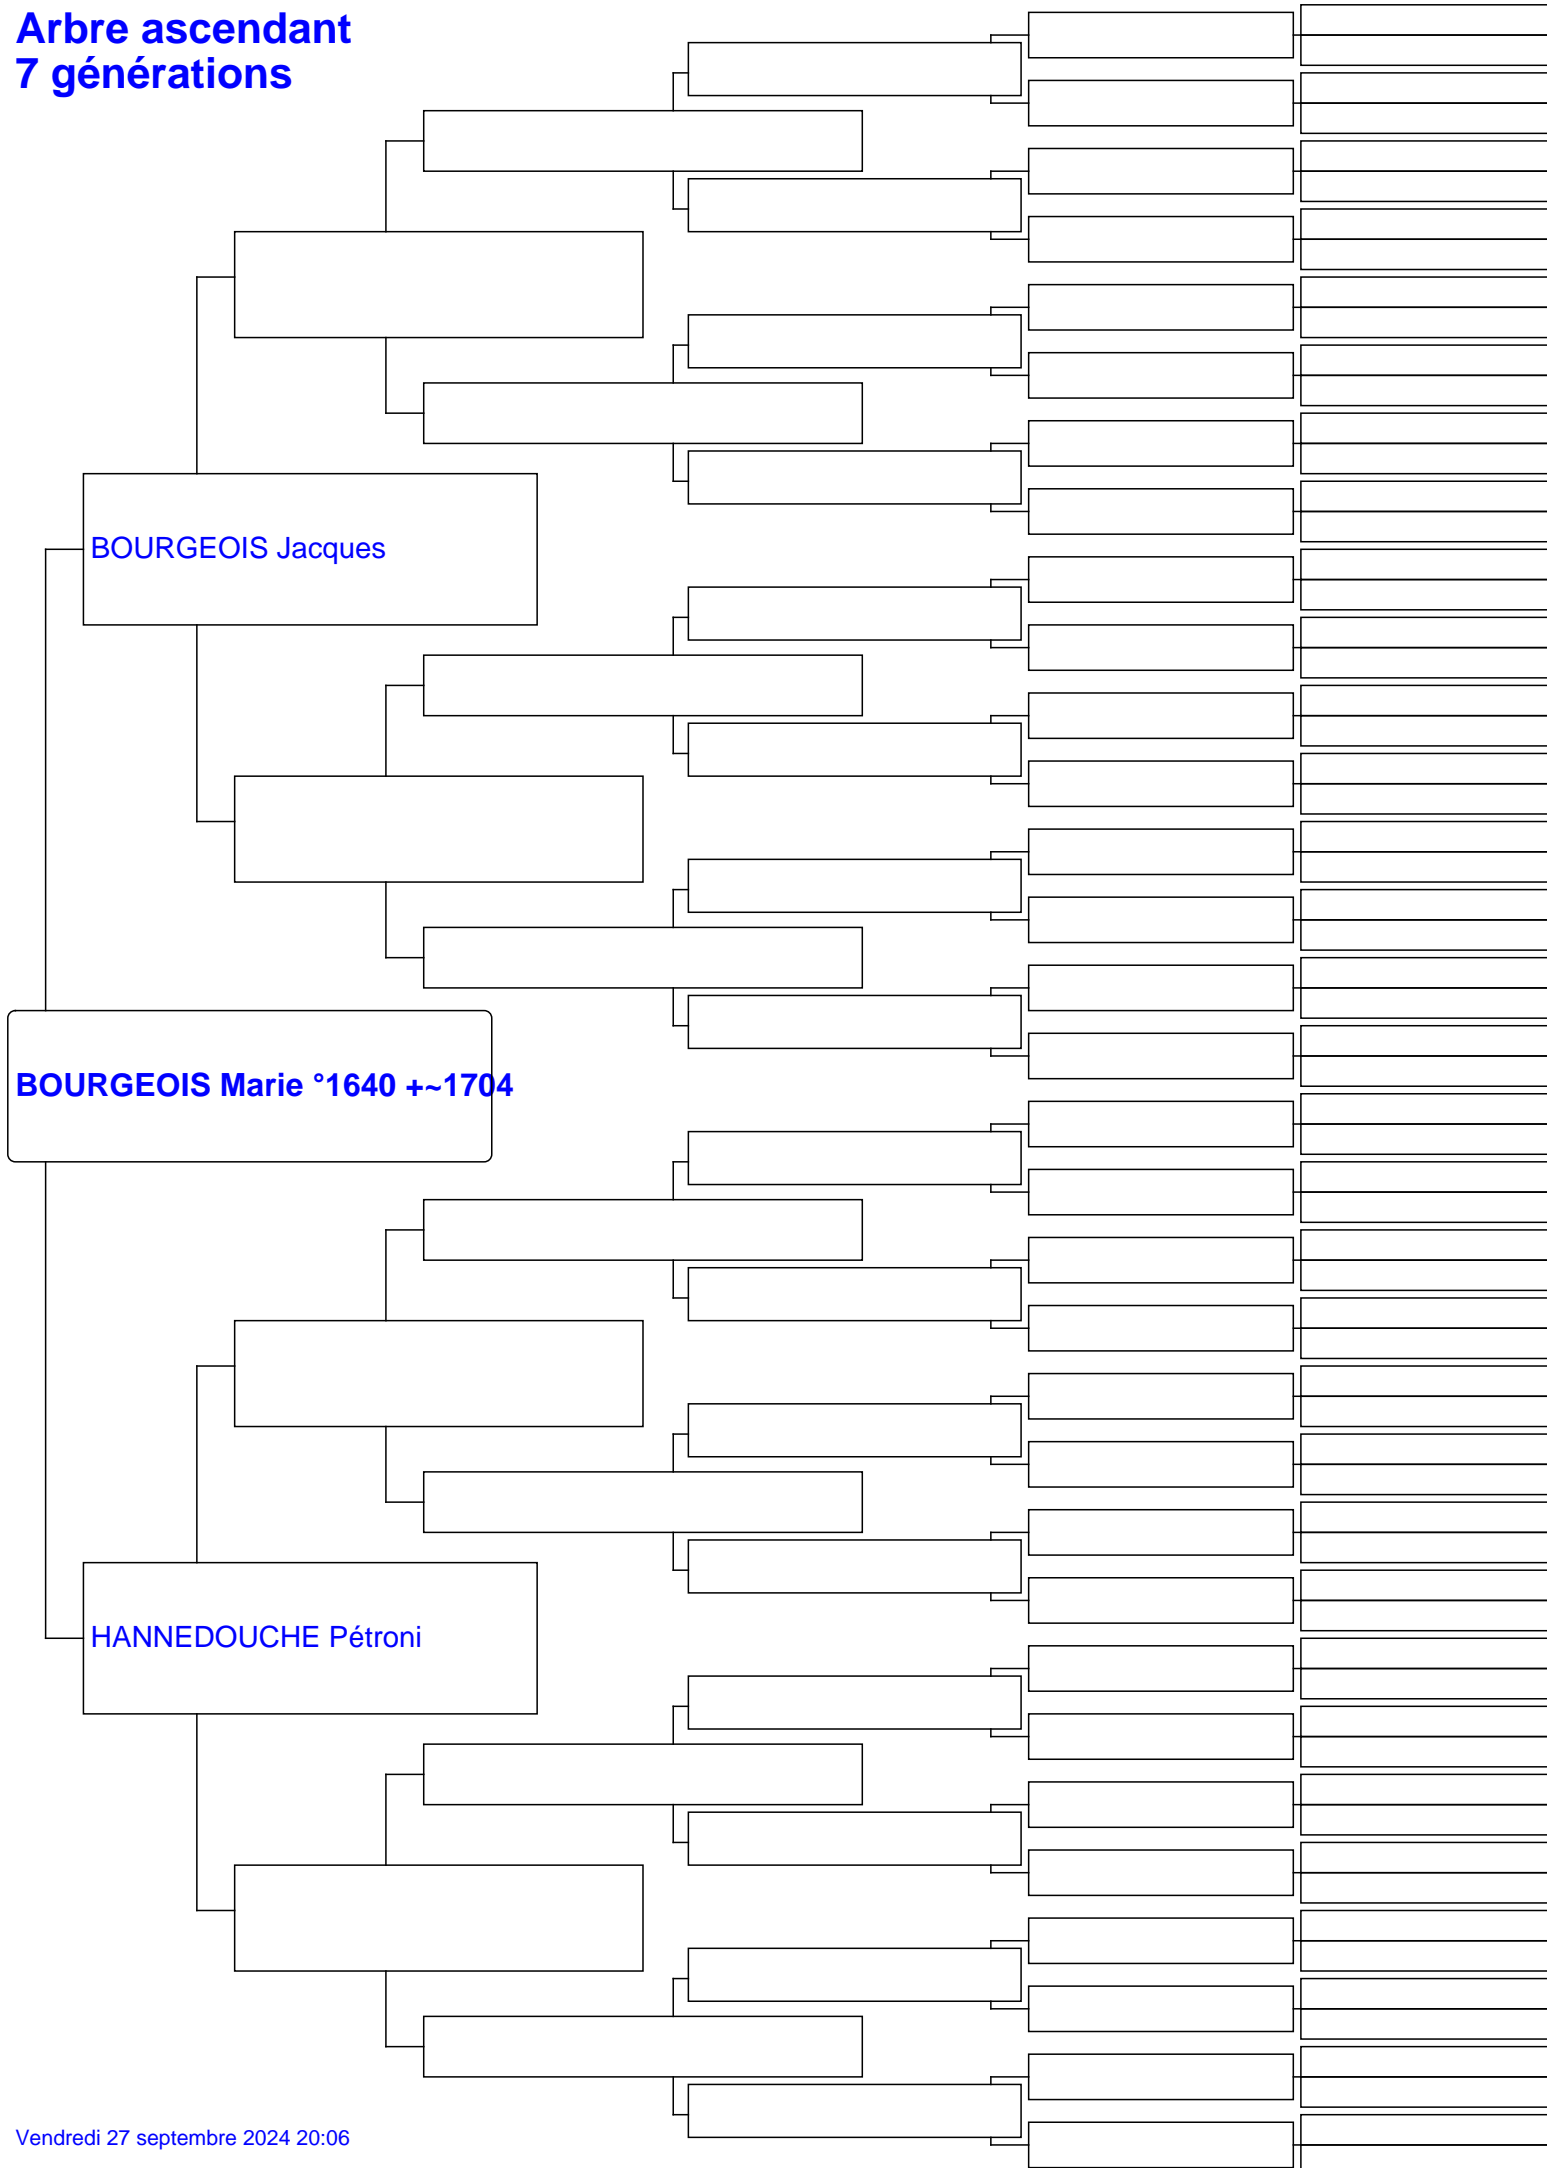 Arbre ascendant
7 générations
BOURGEOIS Jacques
BOURGEOIS Marie °1640 +~1704
HANNEDOUCHE Pétroni
Vendredi 27 septembre 2024 20:06